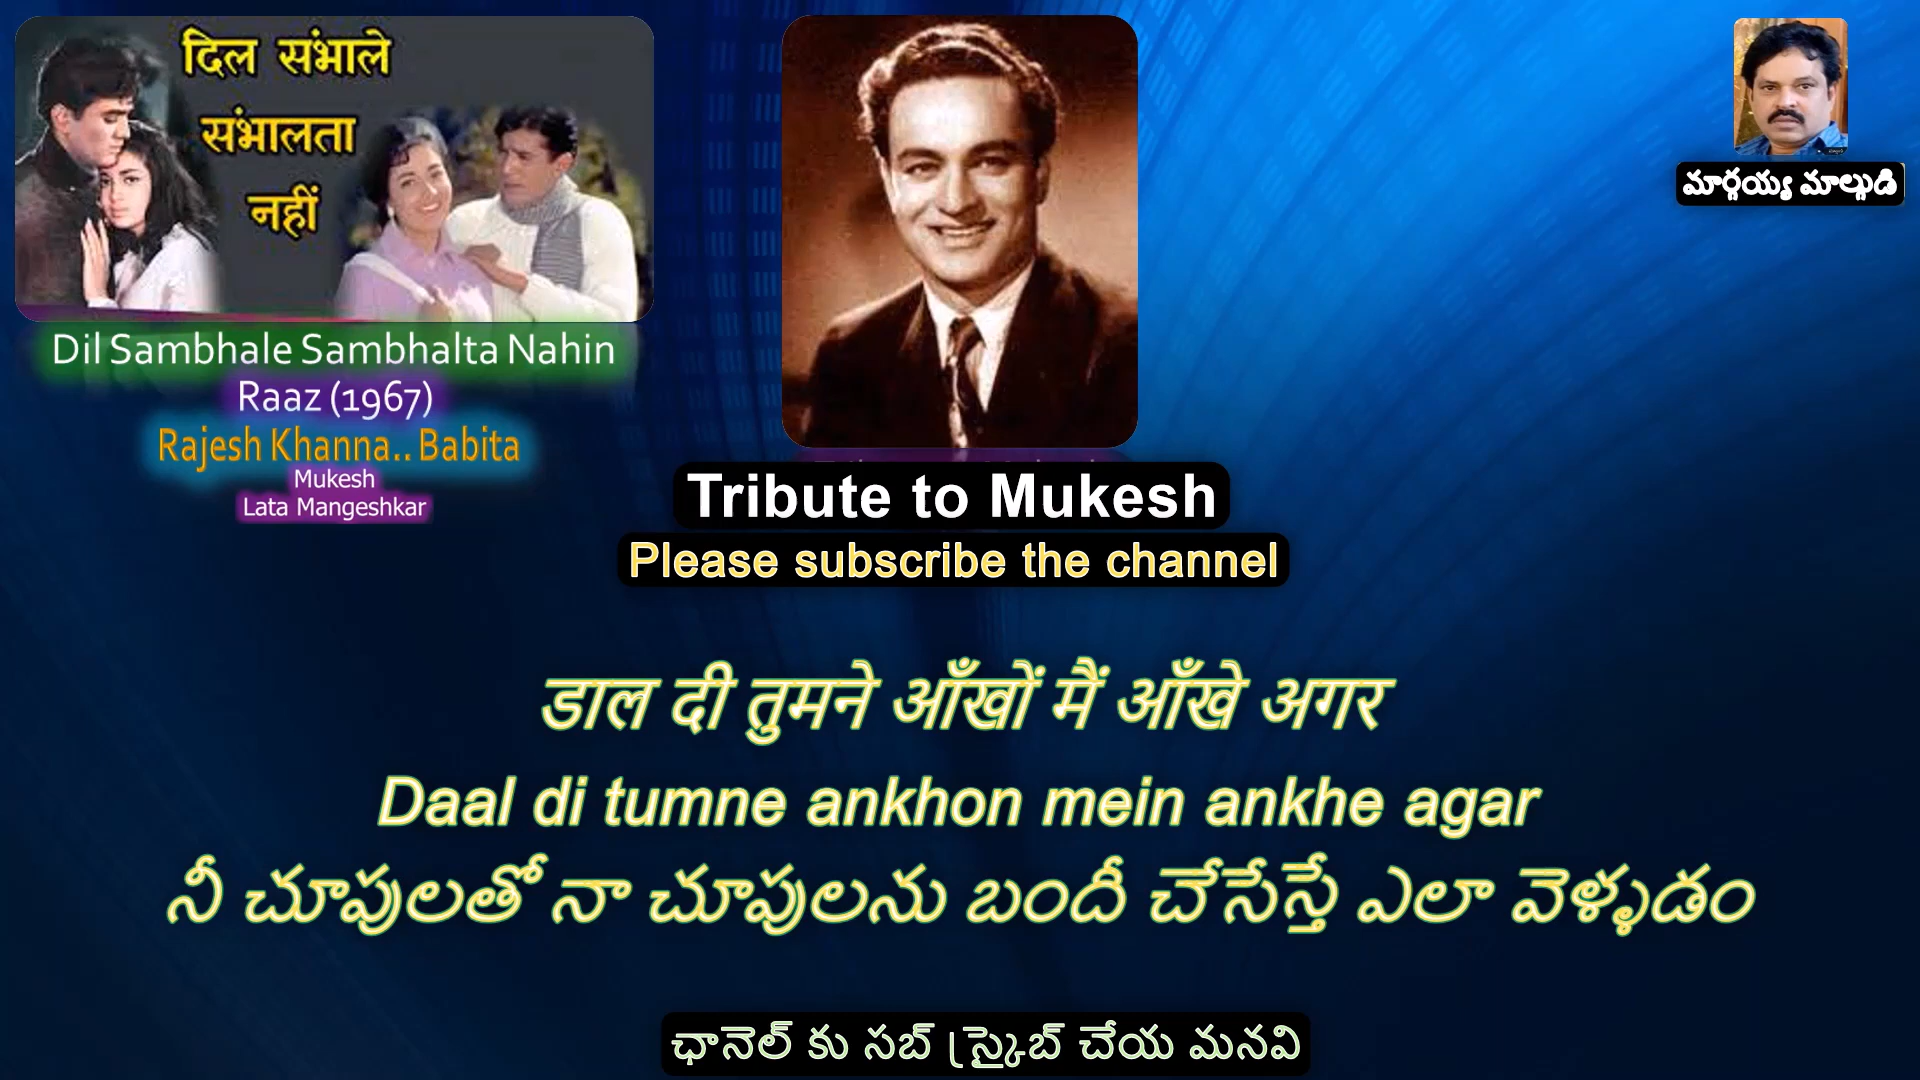 दिल संभाले
संभालता
नहीं
Dil Sambhale Sambhalta Nahin
Raaz (1967)
Rajesh Khanna.. Babita
Mukesh
Lata Mangeshkar
Tribute to Mukesh
Please subscribe the channel
మార్గయ్య మాల్గుడి
डाल दी तुमने आँखों मैं आँखे अगर
Daal di tumne ankhon mein ankhe agar
నీ చూపులతో నా చూపులను బందీ చేసేస్తే ఎలా వెళ్ళడం
ఛానెల్ కు సబ్ స్క్రైబ్ చేయ మనవి